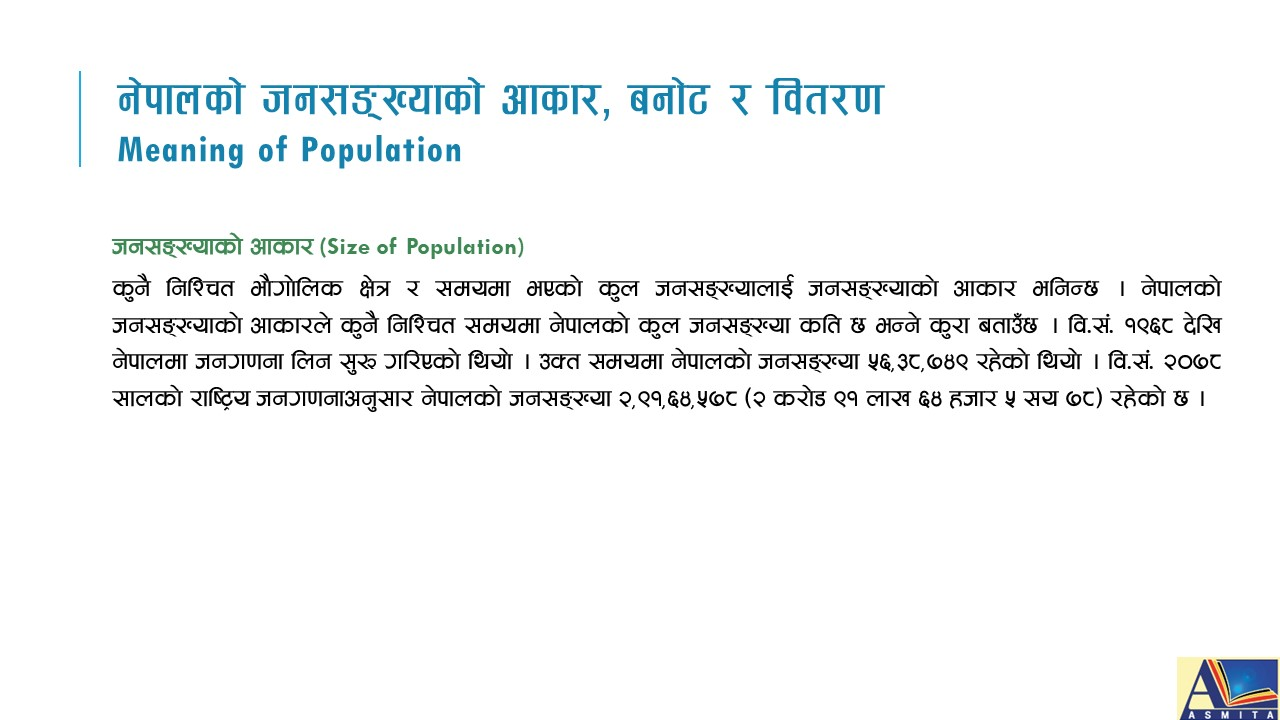 नेपालको जनसङ्ख्याको आकार, बनोट र वितरण
Meaning of Population
जनसङ्ख्याको आकार (Size of Population)
कुनै निश्चित भौगोलिक क्षेत्र र समयमा भएको कुल जनसङ्ख्यालाई जनसङ्ख्याको आकार भनिन्छ । नेपालको
जनसङ्ख्याको आकारले कुनै निश्चित समयमा नेपालको कुल जनसङ्ख्या कति छ भन्ने कुरा बताउँछ । वि.सं. १९६८ देखि
नेपालमा जनगणना लिन सुरु गरिएको थियो । उक्त समयमा नेपालको जनसङ्ख्या ५६,३८,७४९ रहेको थियो । वि.सं. २०७८
सालको राष्ट्रिय जनगणनाअनुसार नेपालको जनसङ्ख्या २,९१,६४,५७८ (२ करोड ९१ लाख ६४ हजार ५ सय ७८) रहेको छ ।
ASMITA